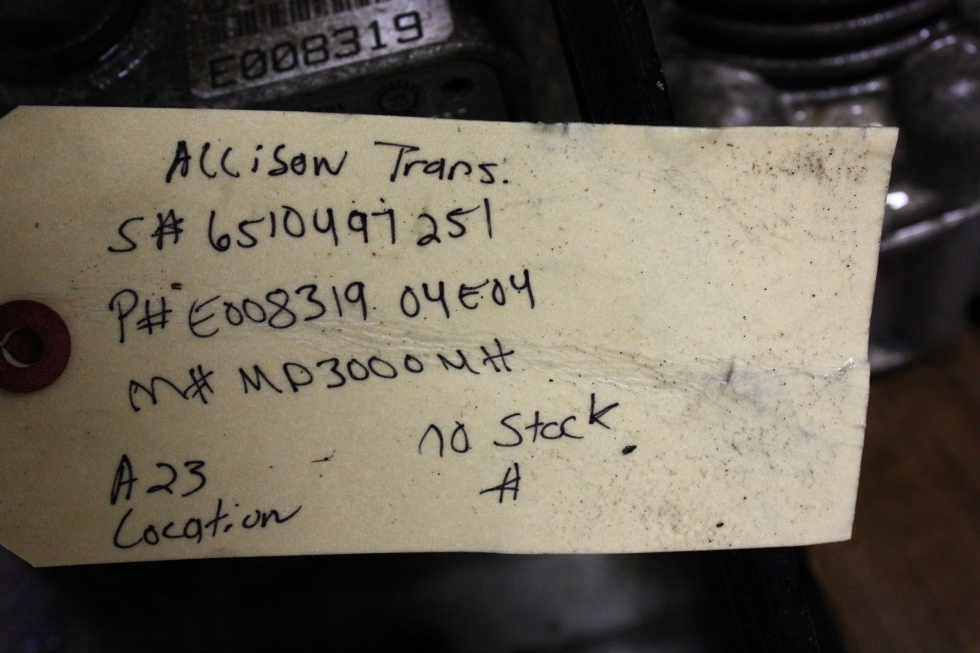 E008319
Allison Trans.
S# 6510497251
P# E008319 04E04
M# MD3000MH
NO Stock
#
A23
Location